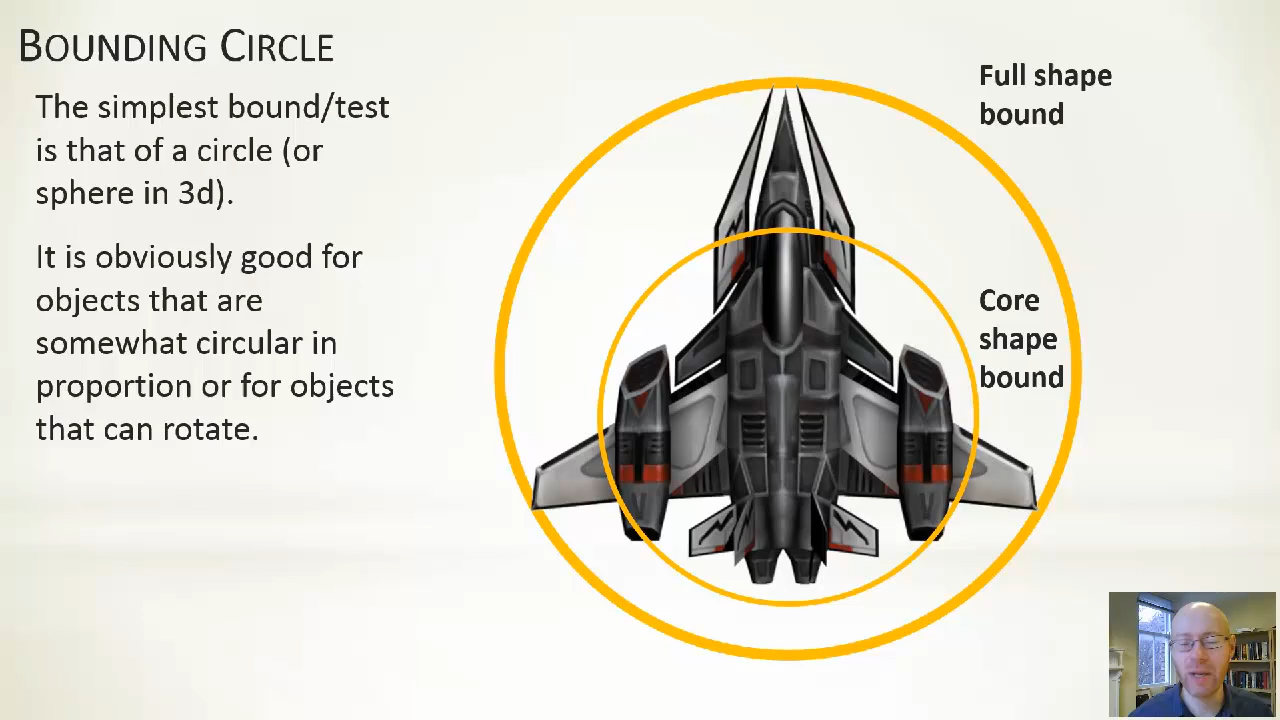 BOUNDING CIRCLE
The simplest bound/test
is that of a circle (or
sphere in 3d).
It is obviously good for
objects that are
somewhat circular in
proportion or for objects
that can rotate.
Full shape
bound
Core
shape
bound